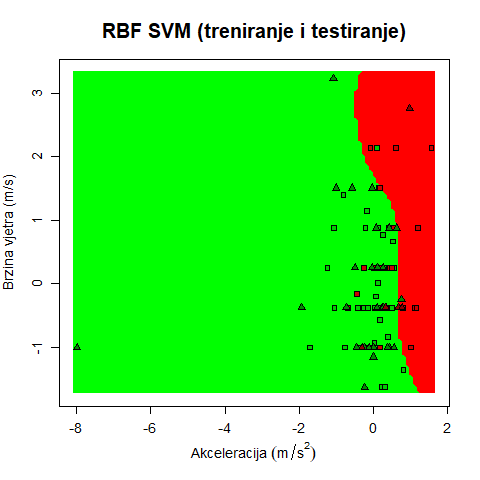 RBF SVM (treniranje i testiranje)
Brzina vjetra (m/s)
3
2
1
0
-1
-8 -6 -4 -2 0 2
Akceleracija (m/s²)